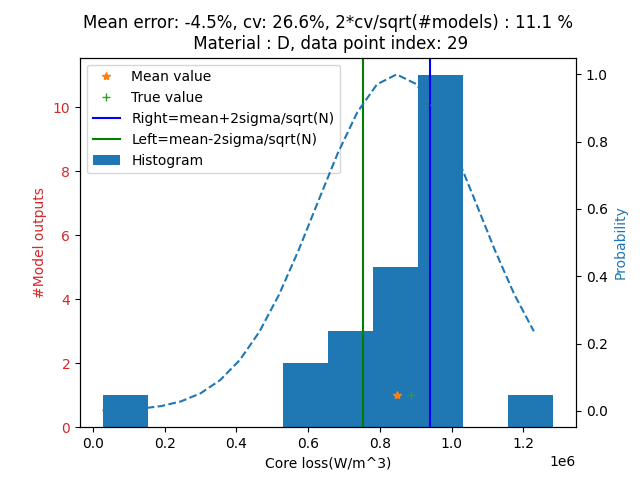 Mean error: -4.5%, cv: 26.6%, 2*cv/sqrt(#models) : 11.1 %
Material : D, data point index: 29
Mean value
True value
Right=mean+2sigma/sqrt(N)
Left=mean-2sigma/sqrt(N)
Histogram
#Model outputs
10
8
6
4
2
0
1.0
0.8
0.6
0.4
0.2
0.0
Probability
0.0 0.2 0.4 0.6 0.8 1.0 1.2
1e6
Core loss(W/m^3)